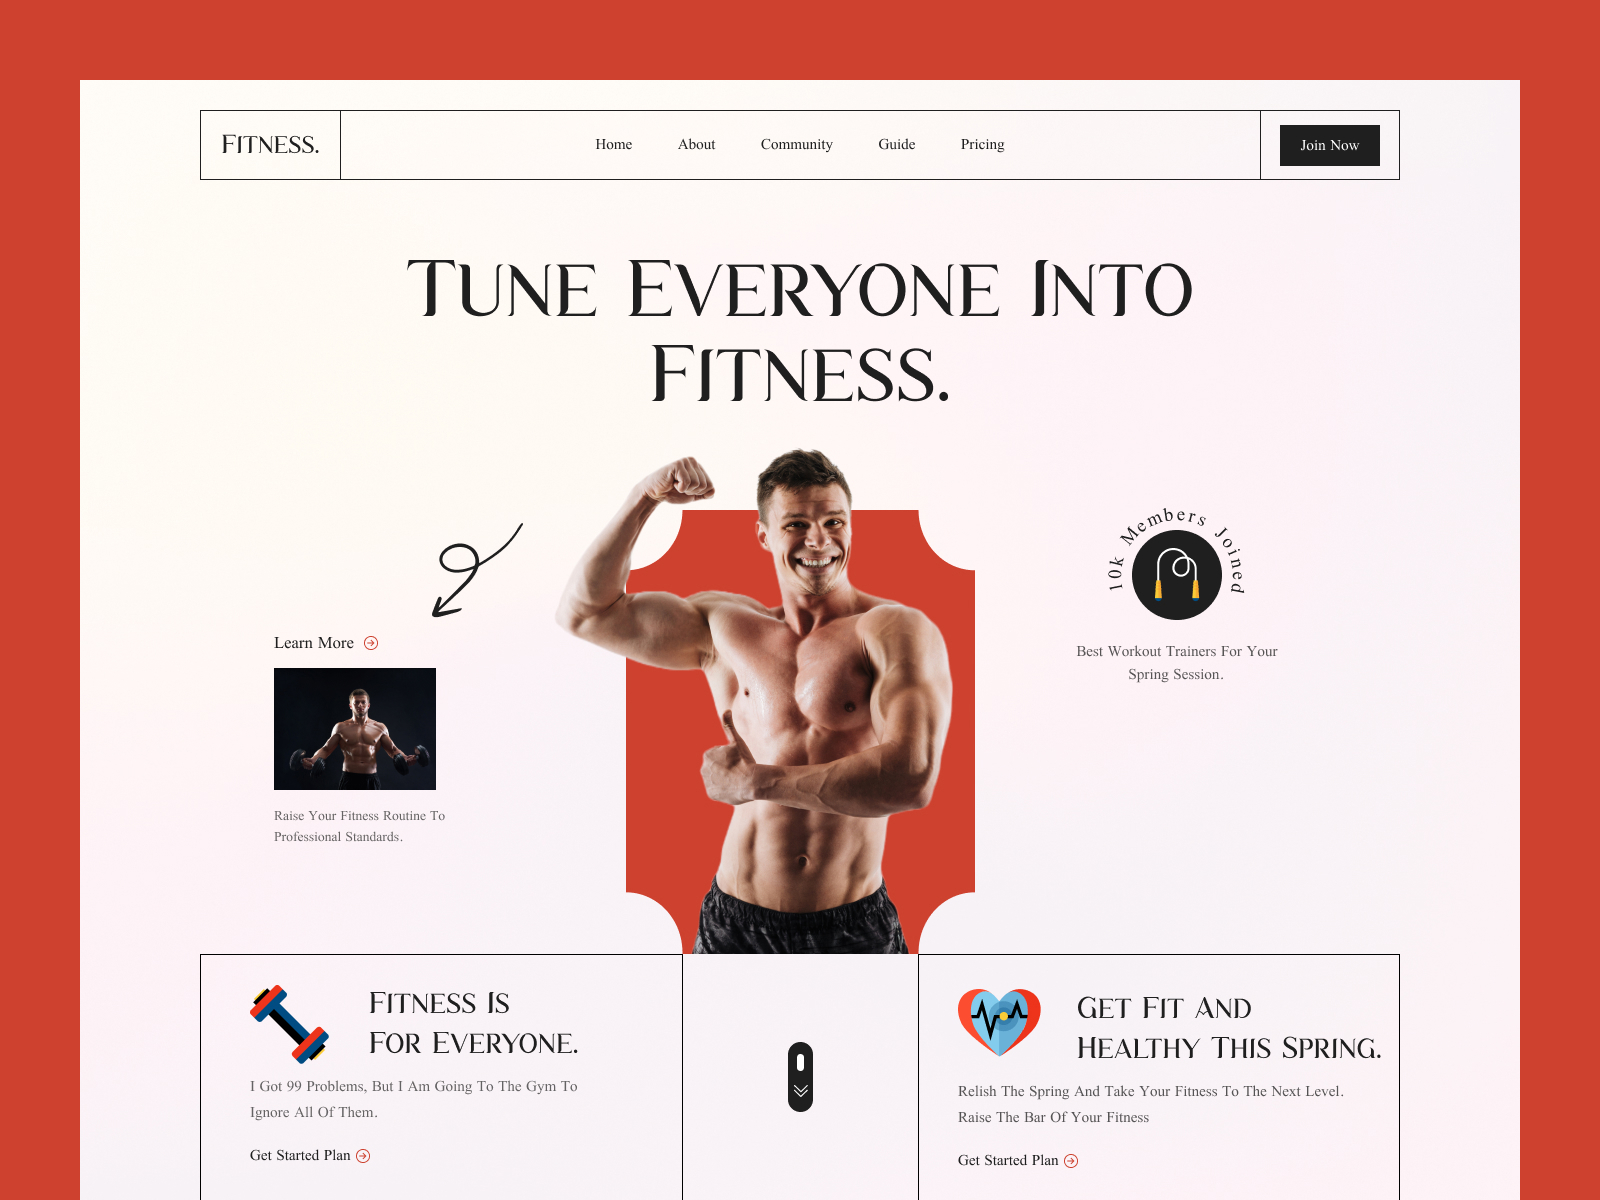 FITNESS.
Home About Community Guide Pricing
Join Now
TUNE EVERYONE INTO
FITNESS.
10k Members Joined
Best Workout Trainers For Your
Spring Session.
Learn More
Raise Your Fitness Routine To
Professional Standards.
FITNESS IS
FOR EVERYONE.
I Got 99 Problems, But I Am Going To The Gym To
Ignore All Of Them.
Get Started Plan
GET FIT AND
HEALTHY THIS SPRING.
Relish The Spring And Take Your Fitness To The Next Level.
Raise The Bar Of Your Fitness
Get Started Plan